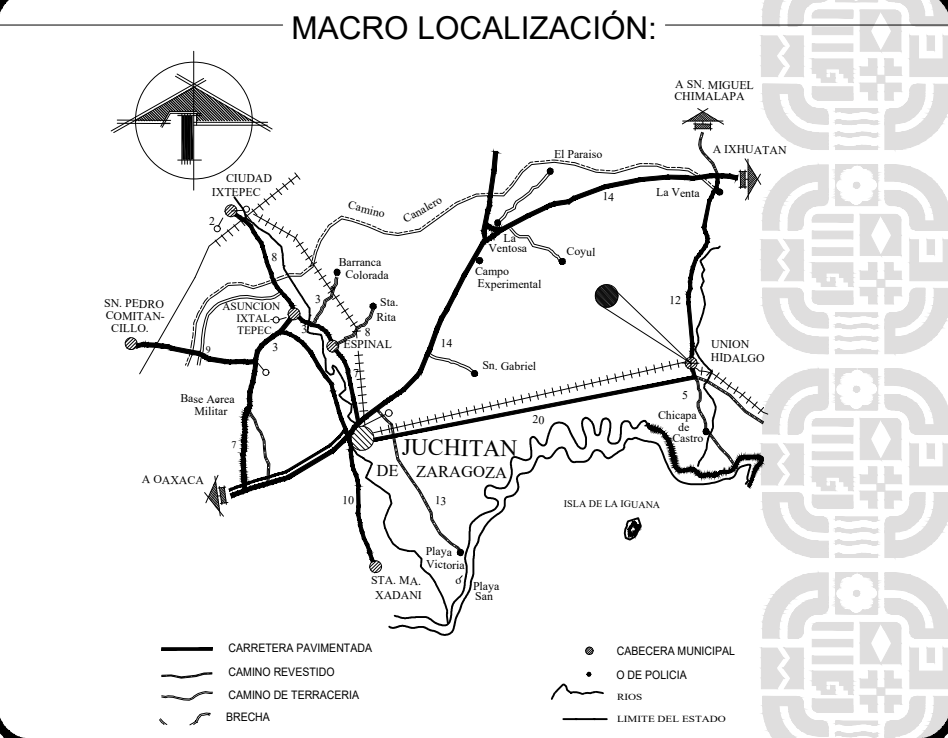 MACRO LOCALIZACIÓN:
A SN. MIGUEL
CHIMALAPA
A IXHUATAN
El Paraiso
CIUDAD
IXTEPEC
La Venta
14
Camino
Canalero
2
La
Ventosa
Coyul
8
Barranca
Colorada
Campo
Experimental
SN. PEDRO
COMITAN-
CILLO.
ASUNCION
IXTAL-
TEPEC
3
Sta.
Rita
12
3
8
ESPINAL
9
3
14
UNION
HIDALGO
Sn. Gabriel
7
Base Aorea
Militar
5
Chicapa
de
Castro
20
7
JUCHITAN
DE ZARAGOZA
A OAXACA
10
13
ISLA DE LA IGUANA
Playa
Victoria
STA. MA.
XADANI
Playa
San
CARRETERA PAVIMENTADA
CAMINO REVESTIDO
CAMINO DE TERRACERIA
BRECHA
CABECERA MUNICIPAL
O DE POLICIA
RIOS
LIMITE DEL ESTADO